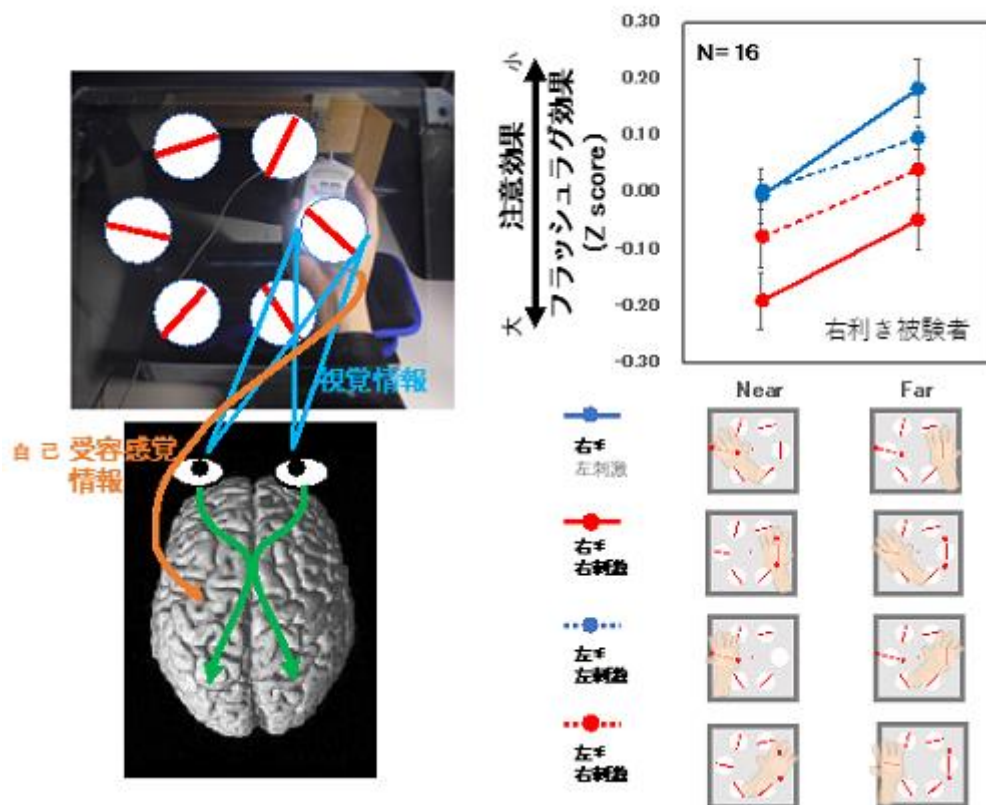 視覚情報
自己受容感覚
情報
小
注意効果
大
フラッシュラグ効果
(Z score)
0.30
0.20
0.10
0.00
-0.10
-0.20
-0.30
N= 16
右利き被験者
Near
Far
右手
左刺激
右手
右刺激
左手
左刺激
左手
右刺激